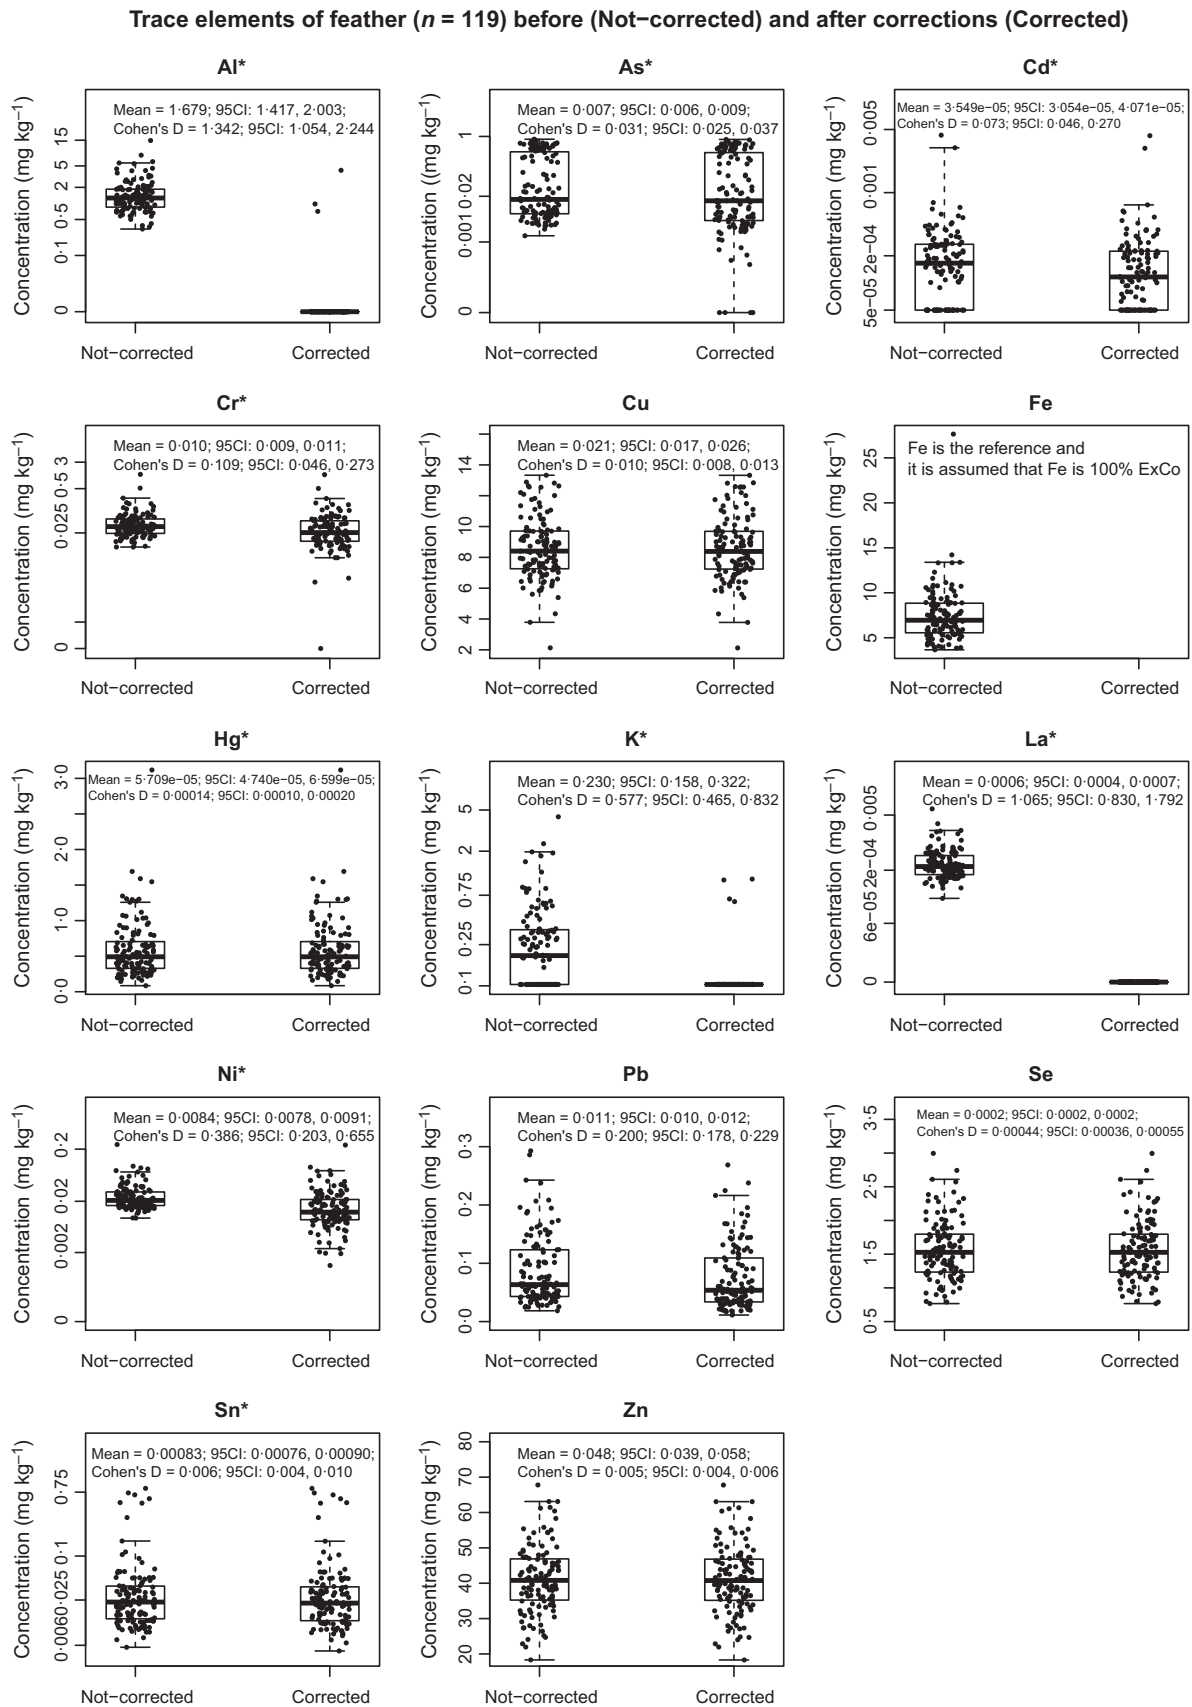 Trace elements of feather (n = 119) before (Not−corrected) and after corrections (Corrected)
Al*
Concentration (mg kg⁻¹)
Mean = 1·679; 95CI: 1·417, 2·003;
Cohen's D = 1·342; 95CI: 1·054, 2·244
15
5
2
0·5
0·1
0
Not−corrected Corrected
As*
Concentration ((mg kg⁻¹)
Mean = 0·007; 95CI: 0·006, 0·009;
Cohen's D = 0·031; 95CI: 0·025, 0·037
1
0·02
0·001
0
Not−corrected Corrected
Cd*
Concentration (mg kg⁻¹)
Mean = 3·549e−05; 95CI: 3·054e−05, 4·071e−05;
Cohen's D = 0·073; 95CI: 0·046, 0·270
0·005
0·001
2e−04
5e−05
Not−corrected Corrected
Cr*
Concentration (mg kg⁻¹)
Mean = 0·010; 95CI: 0·009, 0·011;
Cohen's D = 0·109; 95CI: 0·046, 0·273
3
0·5
0·025
0
Not−corrected Corrected
Cu
Concentration (mg kg⁻¹)
Mean = 0·021; 95CI: 0·017, 0·026;
Cohen's D = 0·010; 95CI: 0·008, 0·013
14
10
8
6
4
2
Not−corrected Corrected
Fe
Concentration (mg kg⁻¹)
Fe is the reference and
it is assumed that Fe is 100% ExCo
25
20
15
10
5
Not−corrected Corrected
Hg*
Concentration (mg kg⁻¹)
Mean = 5·709e−05; 95CI: 4·740e−05, 6·599e−05;
Cohen's D = 0·00014; 95CI: 0·00010, 0·00020
3·0
2·0
1·0
0·0
Not−corrected Corrected
K*
Concentration (mg kg⁻¹)
Mean = 0·230; 95CI: 0·158, 0·322;
Cohen's D = 0·577; 95CI: 0·465, 0·832
5
2
0·75
0·25
0·1
Not−corrected Corrected
La*
Concentration (mg kg⁻¹)
Mean = 0·0006; 95CI: 0·0004, 0·0007;
Cohen's D = 1·065; 95CI: 0·830, 1·792
0·005
2e−04
6e−05
0
Not−corrected Corrected
Ni*
Concentration (mg kg⁻¹)
Mean = 0·0084; 95CI: 0·0078, 0·0091;
Cohen's D = 0·386; 95CI: 0·203, 0·655
0·2
0·02
0·002
0
Not−corrected Corrected
Pb
Concentration (mg kg⁻¹)
Mean = 0·011; 95CI: 0·010, 0·012;
Cohen's D = 0·200; 95CI: 0·178, 0·229
0·3
0·2
0·1
0·0
Not−corrected Corrected
Se
Concentration (mg kg⁻¹)
Mean = 0·0002; 95CI: 0·0002, 0·0002;
Cohen's D = 0·00044; 95CI: 0·00036, 0·00055
3·5
2·5
1·5
0·5
Not−corrected Corrected
Sn*
Concentration (mg kg⁻¹)
Mean = 0·00083; 95CI: 0·00076, 0·00090;
Cohen's D = 0·006; 95CI: 0·004, 0·010
0·75
0·1
0·025
0·006
Not−corrected Corrected
Zn
Concentration (mg kg⁻¹)
Mean = 0·048; 95CI: 0·039, 0·058;
Cohen's D = 0·005; 95CI: 0·004, 0·006
80
70
60
50
40
30
20
Not−corrected Corrected